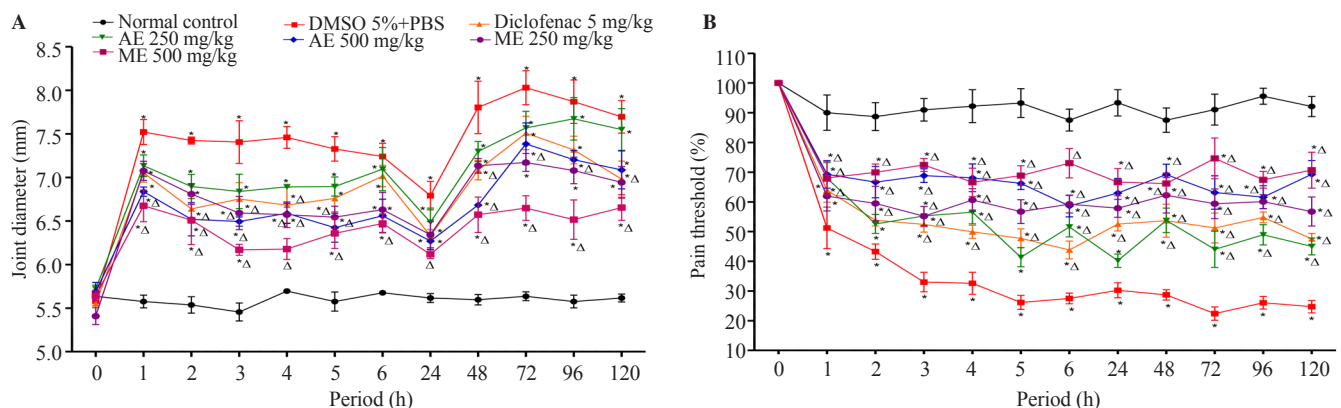 A
Normal control
DMSO 5%+PBS
Diclofenac 5 mg/kg
AE 250 mg/kg
AE 500 mg/kg
ME 250 mg/kg
ME 500 mg/kg
Joint diameter (mm)
8.5
8.0
7.5
7.0
6.5
6.0
5.5
5.0
0 1 2 3 4 5 6 24 48 72 96 120
Period (h)
B
Pain threshold (%)
110
100
90
80
70
60
50
40
30
20
10
0 1 2 3 4 5 6 24 48 72 96 120
Period (h)